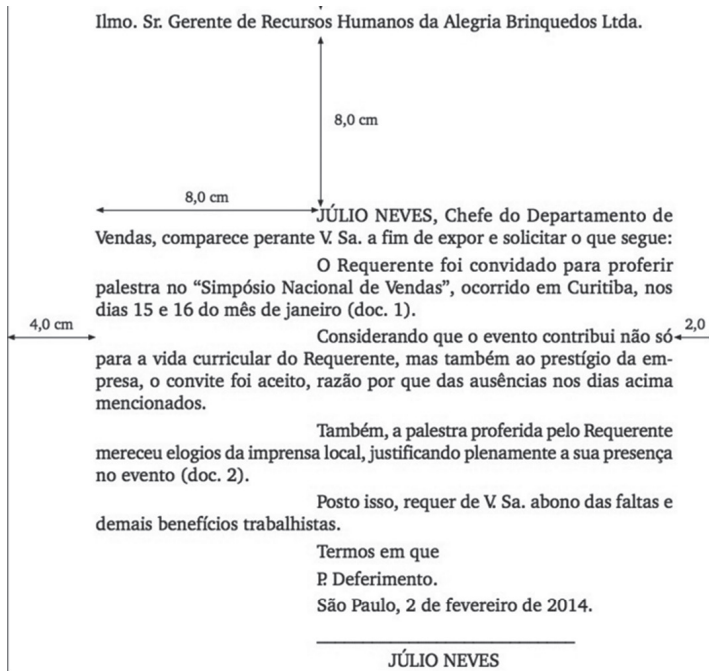 Ilmo. Sr. Gerente de Recursos Humanos da Alegria Brinquedos Ltda.
8,0 cm
8,0 cm
JÚLIO NEVES, Chefe do Departamento de
Vendas, comparece perante V. Sa. a fim de expor e solicitar o que segue:
O Requerente foi convidado para proferir
palestra no “Simpósio Nacional de Vendas”, ocorrido em Curitiba, nos
dias 15 e 16 do mês de janeiro (doc. 1).
4,0 cm
Considerando que o evento contribui não só
2,0
para a vida curricular do Requerente, mas também ao prestígio da em-
presa, o convite foi aceito, razão por que das ausências nos dias acima
mencionados.
Também, a palestra proferida pelo Requerente
mereceu elogios da imprensa local, justificando plenamente a sua presença
no evento (doc. 2).
Posto isso, requer de V. Sa. abono das faltas e
demais benefícios trabalhistas.
Termos em que
P. Deferimento.
São Paulo, 2 de fevereiro de 2014.
JÚLIO NEVES